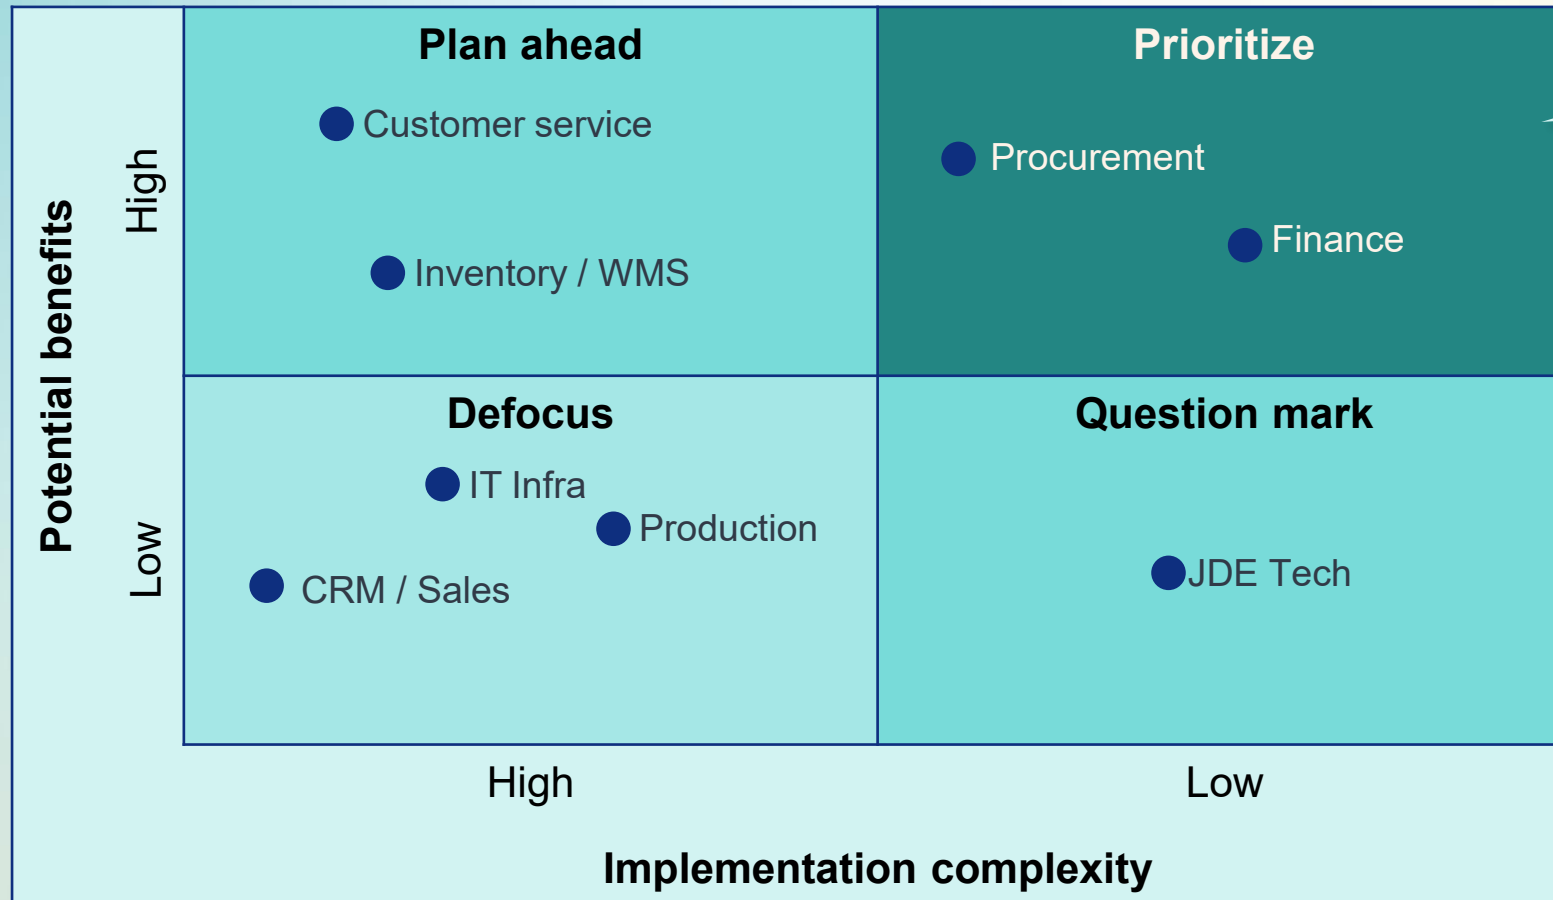 Plan ahead
Prioritize
Customer service
Procurement
High
Finance
Inventory / WMS
Potential benefits
Defocus
Question mark
IT Infra
Production
Low
JDE Tech
CRM / Sales
High
Low
Implementation complexity